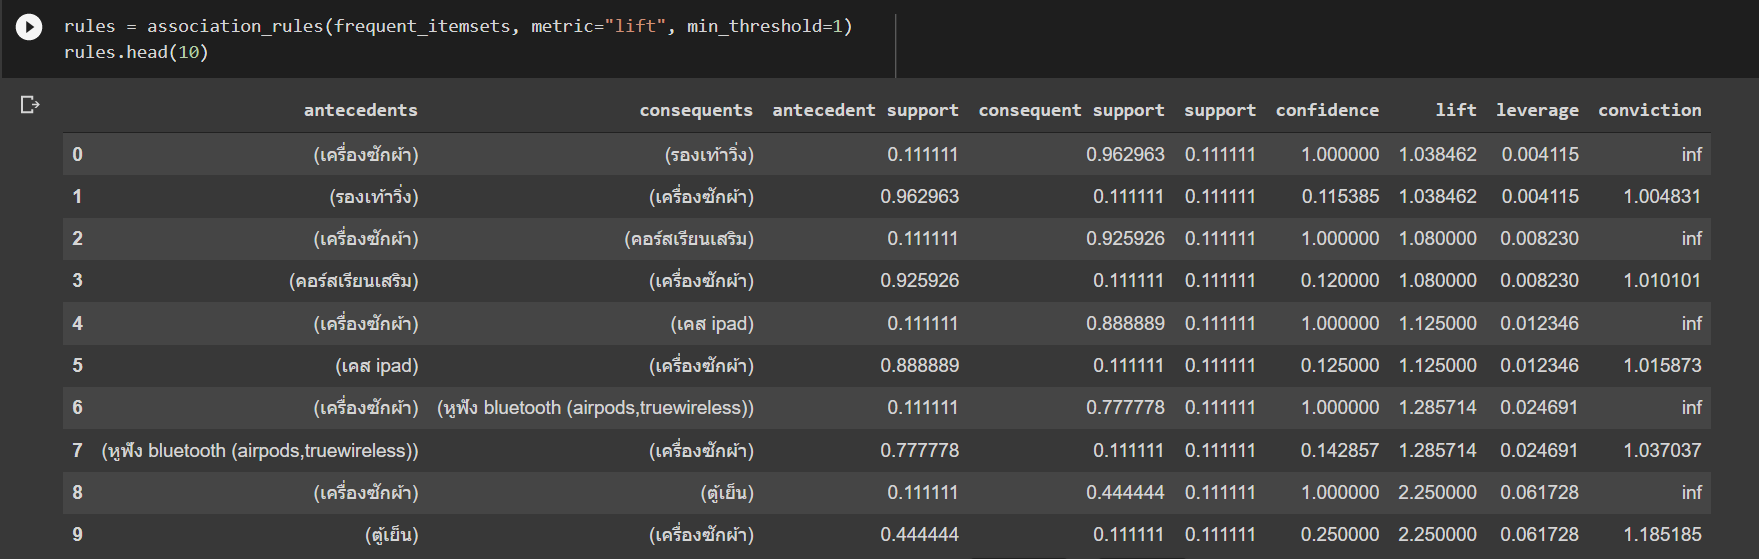 rules = association_rules(frequent_itemsets, metric="lift", min_threshold=1)
rules.head(10)
antecedents consequents antecedent support consequent support support confidence lift leverage conviction
0 (เครื่องซักผ้า) (รองเท้าวิ่ง) 0.111111 0.962963 0.111111 1.000000 1.038462 0.004115 inf
1 (รองเท้าวิ่ง) (เครื่องซักผ้า) 0.962963 0.111111 0.111111 0.115385 1.038462 0.004115 1.004831
2 (เครื่องซักผ้า) (คอร์สเรียนเสริม) 0.111111 0.925926 0.111111 1.000000 1.080000 0.008230 inf
3 (คอร์สเรียนเสริม) (เครื่องซักผ้า) 0.925926 0.111111 0.111111 0.120000 1.080000 0.008230 1.010101
4 (เครื่องซักผ้า) (เคส ipad) 0.111111 0.888889 0.111111 1.000000 1.125000 0.012346 inf
5 (เคส ipad) (เครื่องซักผ้า) 0.888889 0.111111 0.111111 0.125000 1.125000 0.012346 1.015873
6 (เครื่องซักผ้า) (หูฟัง bluetooth (airpods,truewireless)) 0.111111 0.777778 0.111111 1.000000 1.285714 0.024691 inf
7 (หูฟัง bluetooth (airpods,truewireless)) (เครื่องซักผ้า) 0.777778 0.111111 0.111111 0.142857 1.285714 0.024691 1.037037
8 (เครื่องซักผ้า) (ตู้เย็น) 0.111111 0.444444 0.111111 1.000000 2.250000 0.061728 inf
9 (ตู้เย็น) (เครื่องซักผ้า) 0.444444 0.111111 0.111111 0.250000 2.250000 0.061728 1.185185